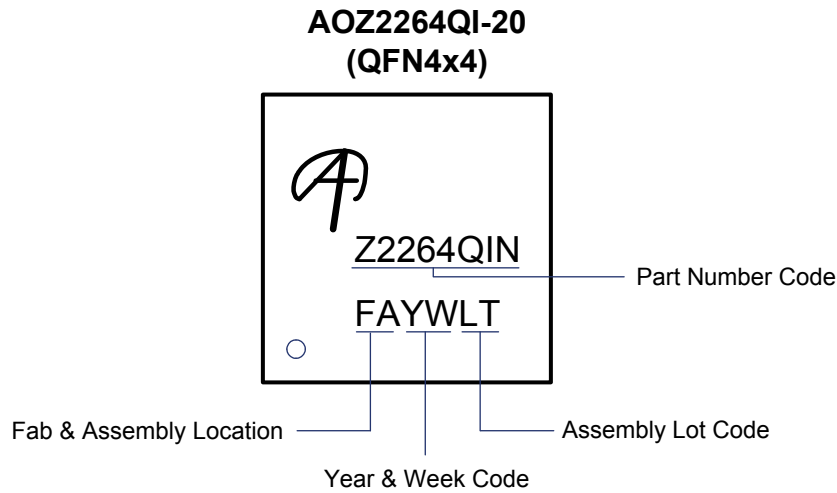 AOZ2264QI-20
(QFN4x4)
Z2264QIN
Part Number Code
FAYWLT
Fab & Assembly Location
Assembly Lot Code
Year & Week Code